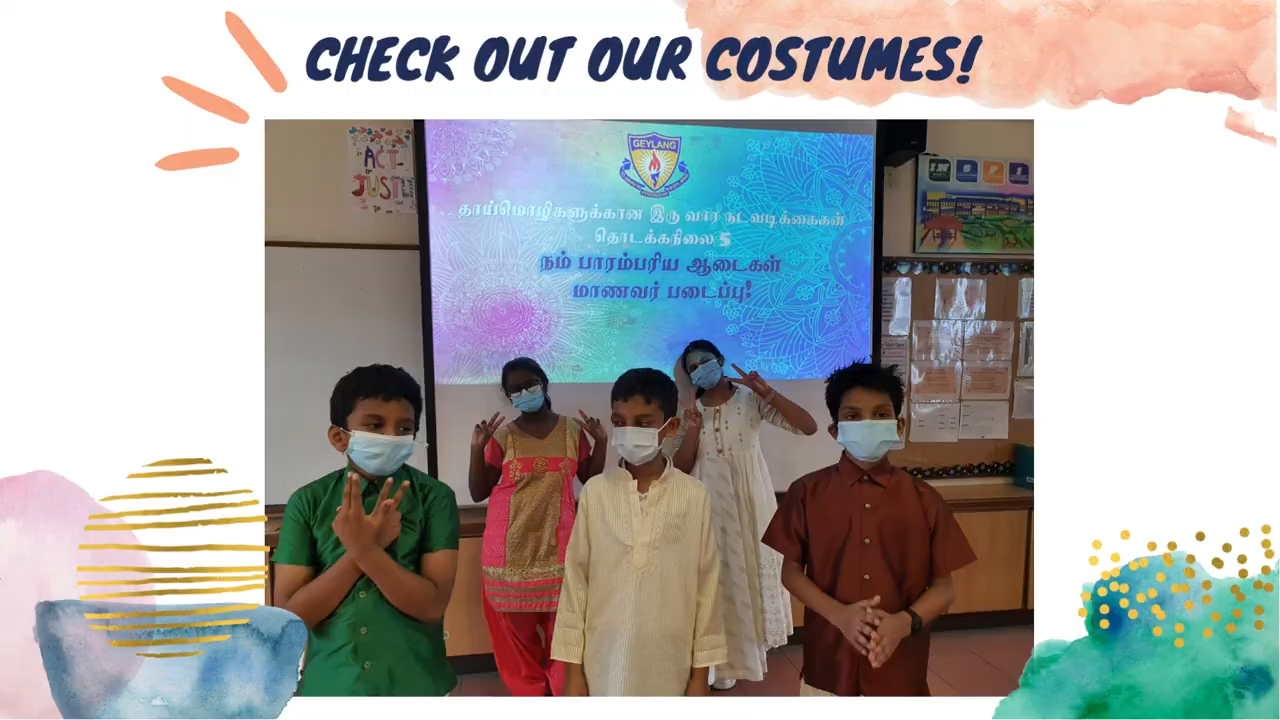 CHECK OUT OUR COSTUMES!
GEYLANG
தாய்மொழிகளுக்கான இரு வார நடவடிக்கைகள்
தொடக்கநிலை 5
நம் பாரம்பரிய ஆடைகள்
மாணவர் படைப்பு!
ACT
JUST